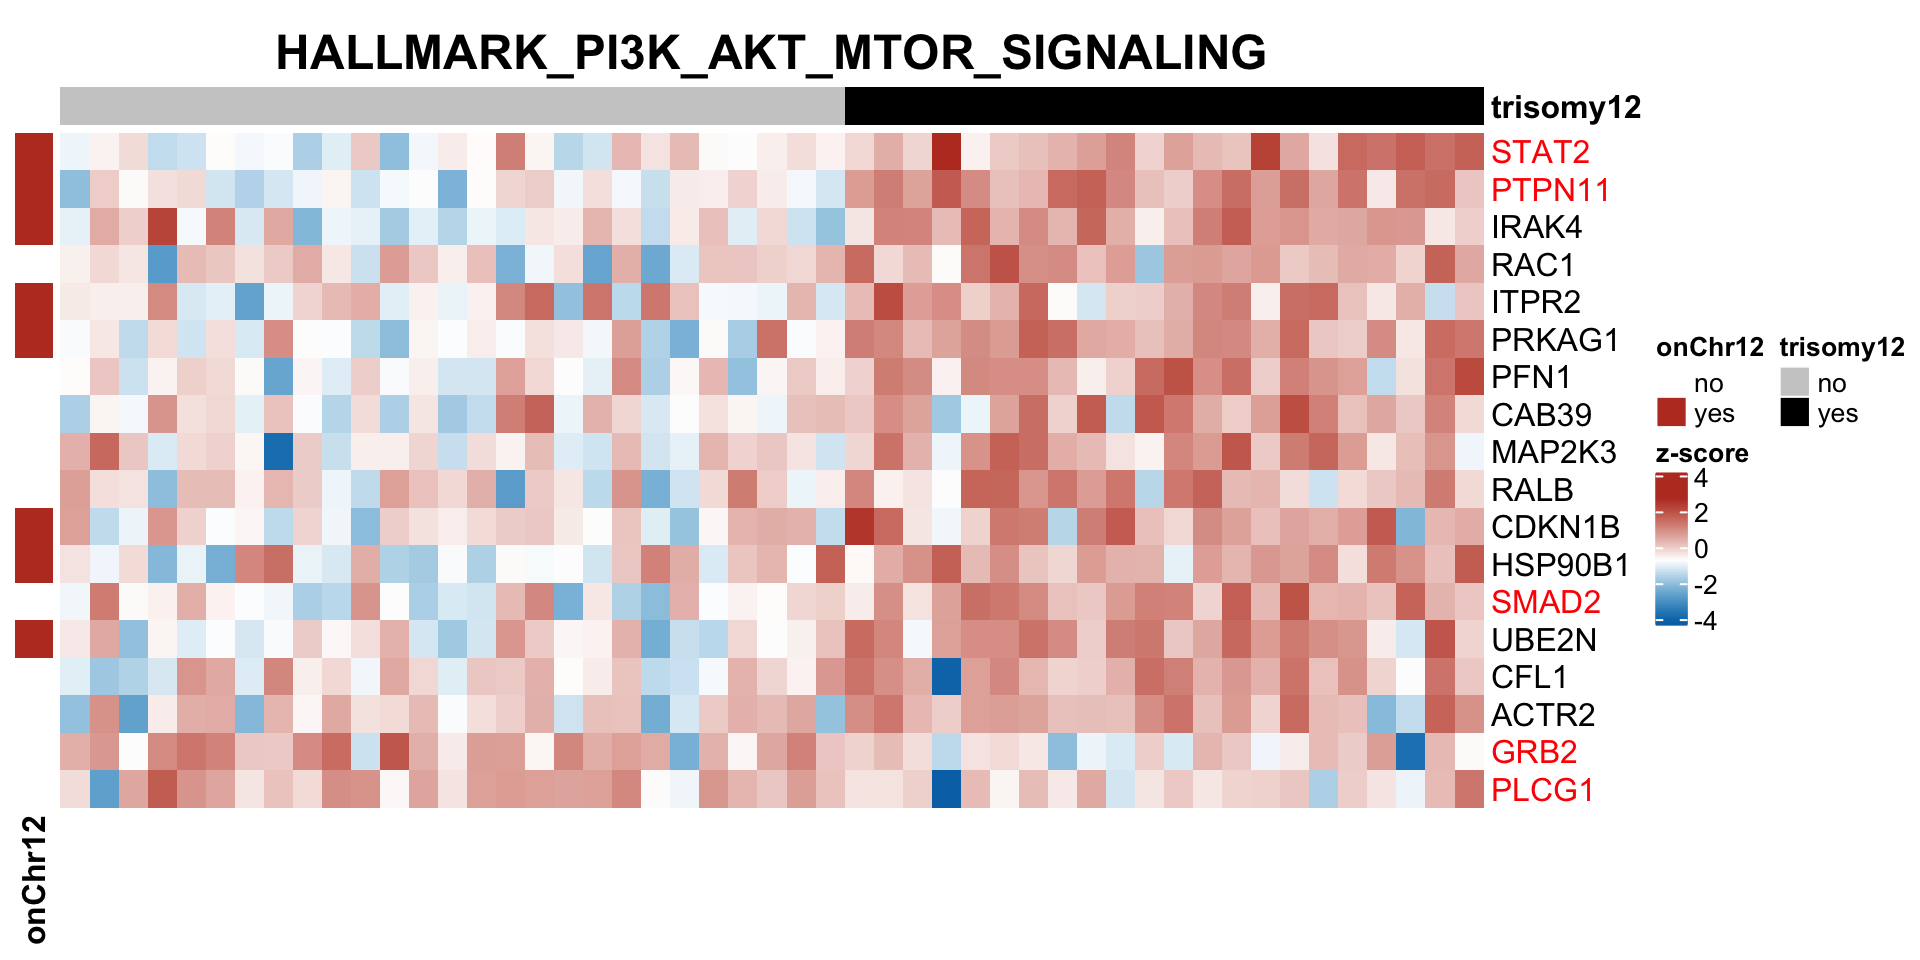 HALLMARK_PI3K_AKT_MTOR_SIGNALING
trisomy12
STAT2
PTPN11
IRAK4
RAC1
ITPR2
PRKAG1
PFN1
CAB39
MAP2K3
RALB
CDKN1B
HSP90B1
SMAD2
UBE2N
CFL1
ACTR2
GRB2
PLCG1
onChr12
onChr12
no
yes
trisomy12
no
yes
z-score
4
2
0
-2
-4